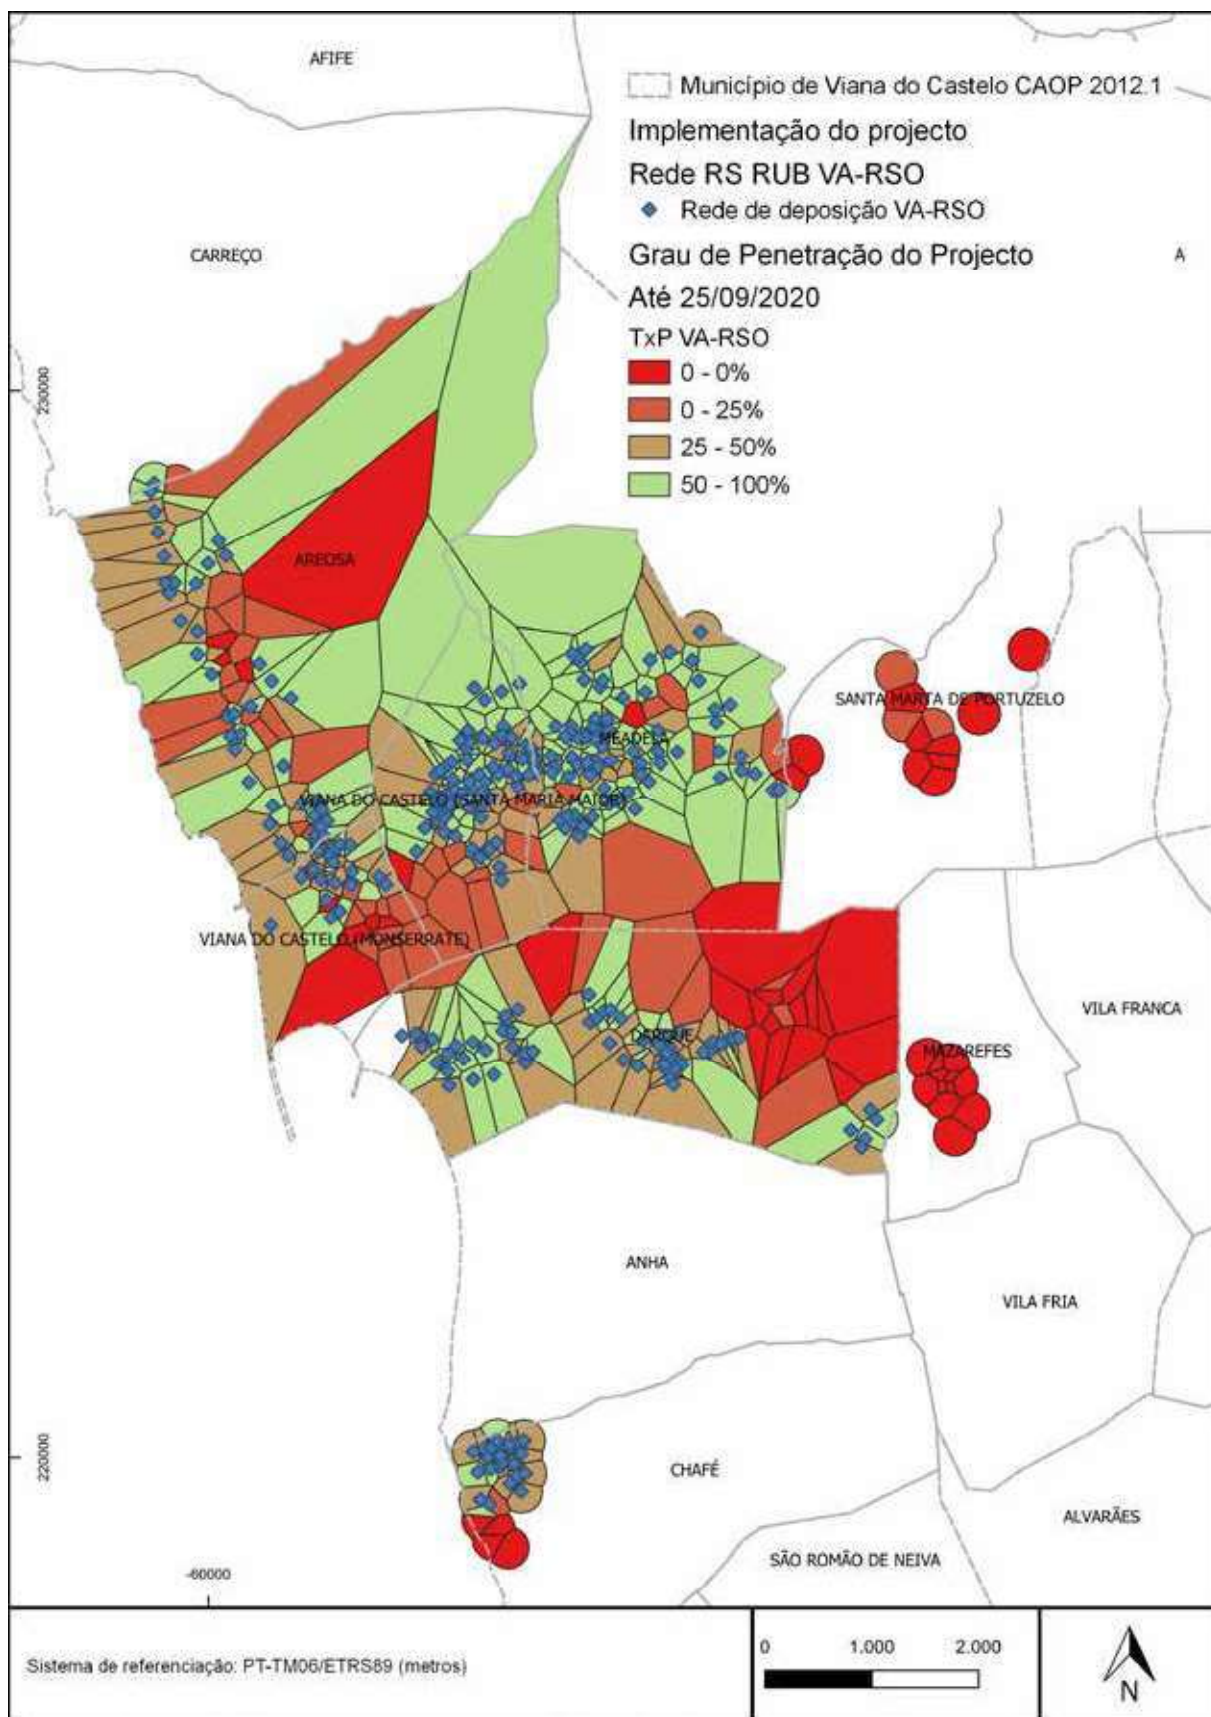 AFIFE
Município de Viana do Castelo CAOP 2012.1
Implementação do projecto
Rede RS RUB VA-RSO
Rede de deposição VA-RSO
CARREÇO
Grau de Penetração do Projecto
A
Até 25/09/2020
TxP VA-RSO
0 - 0%
0 - 25%
25 - 50%
50 - 100%
230000
AREOSA
SANTA MARTA DE PORTUZELO
MEADELA
VIANA DO CASTELO (SANTA MARIA MAIOR)
VIANA DO CASTELO (MONSERRATE)
VILA FRANCA
DARQUE
MAZAREFES
ANHA
VILA FRIA
220000
CHAFÉ
ALVARÃES
SÃO ROMÃO DE NEIVA
-60000
Sistema de referenciação: PT-TM06/ETRS89 (metros)
0 1.000 2.000
N